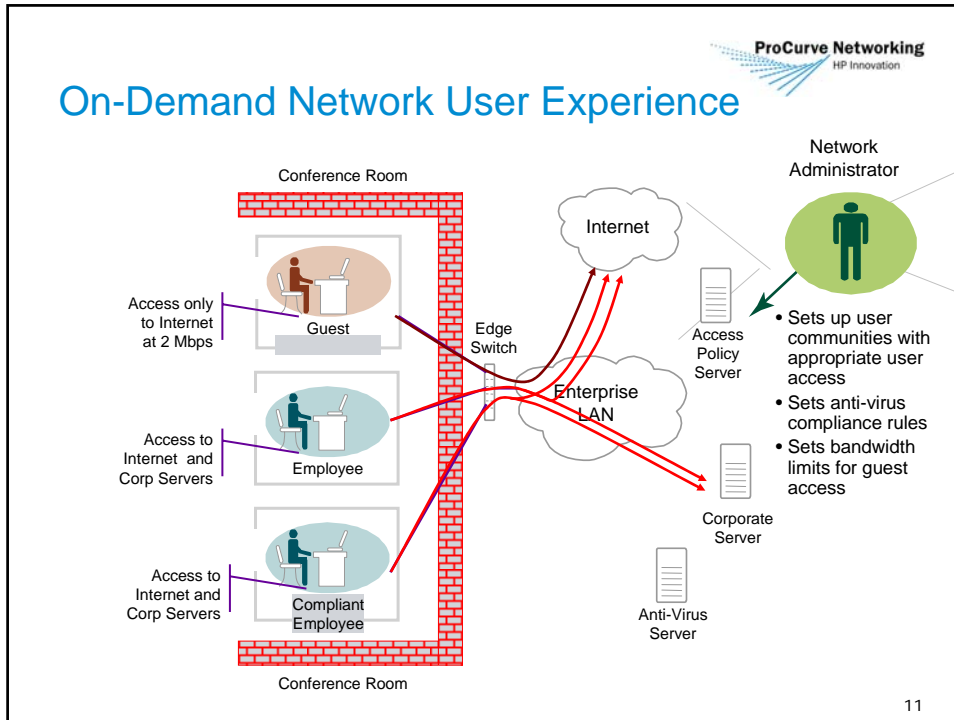 ProCurve Networking
HP Innovation
On-Demand Network User Experience
Network
Administrator
Conference Room
Internet
Access only
to Internet
at 2 Mbps
Guest
Edge
Switch
Access
Policy
Server
• Sets up user
communities with
appropriate user
access
• Sets anti-virus
compliance rules
• Sets bandwidth
limits for guest
access
Enterprise
LAN
Access to
Internet and
Corp Servers
Employee
Corporate
Server
Access to
Internet and
Corp Servers
Compliant
Employee
Anti-Virus
Server
Conference Room
11